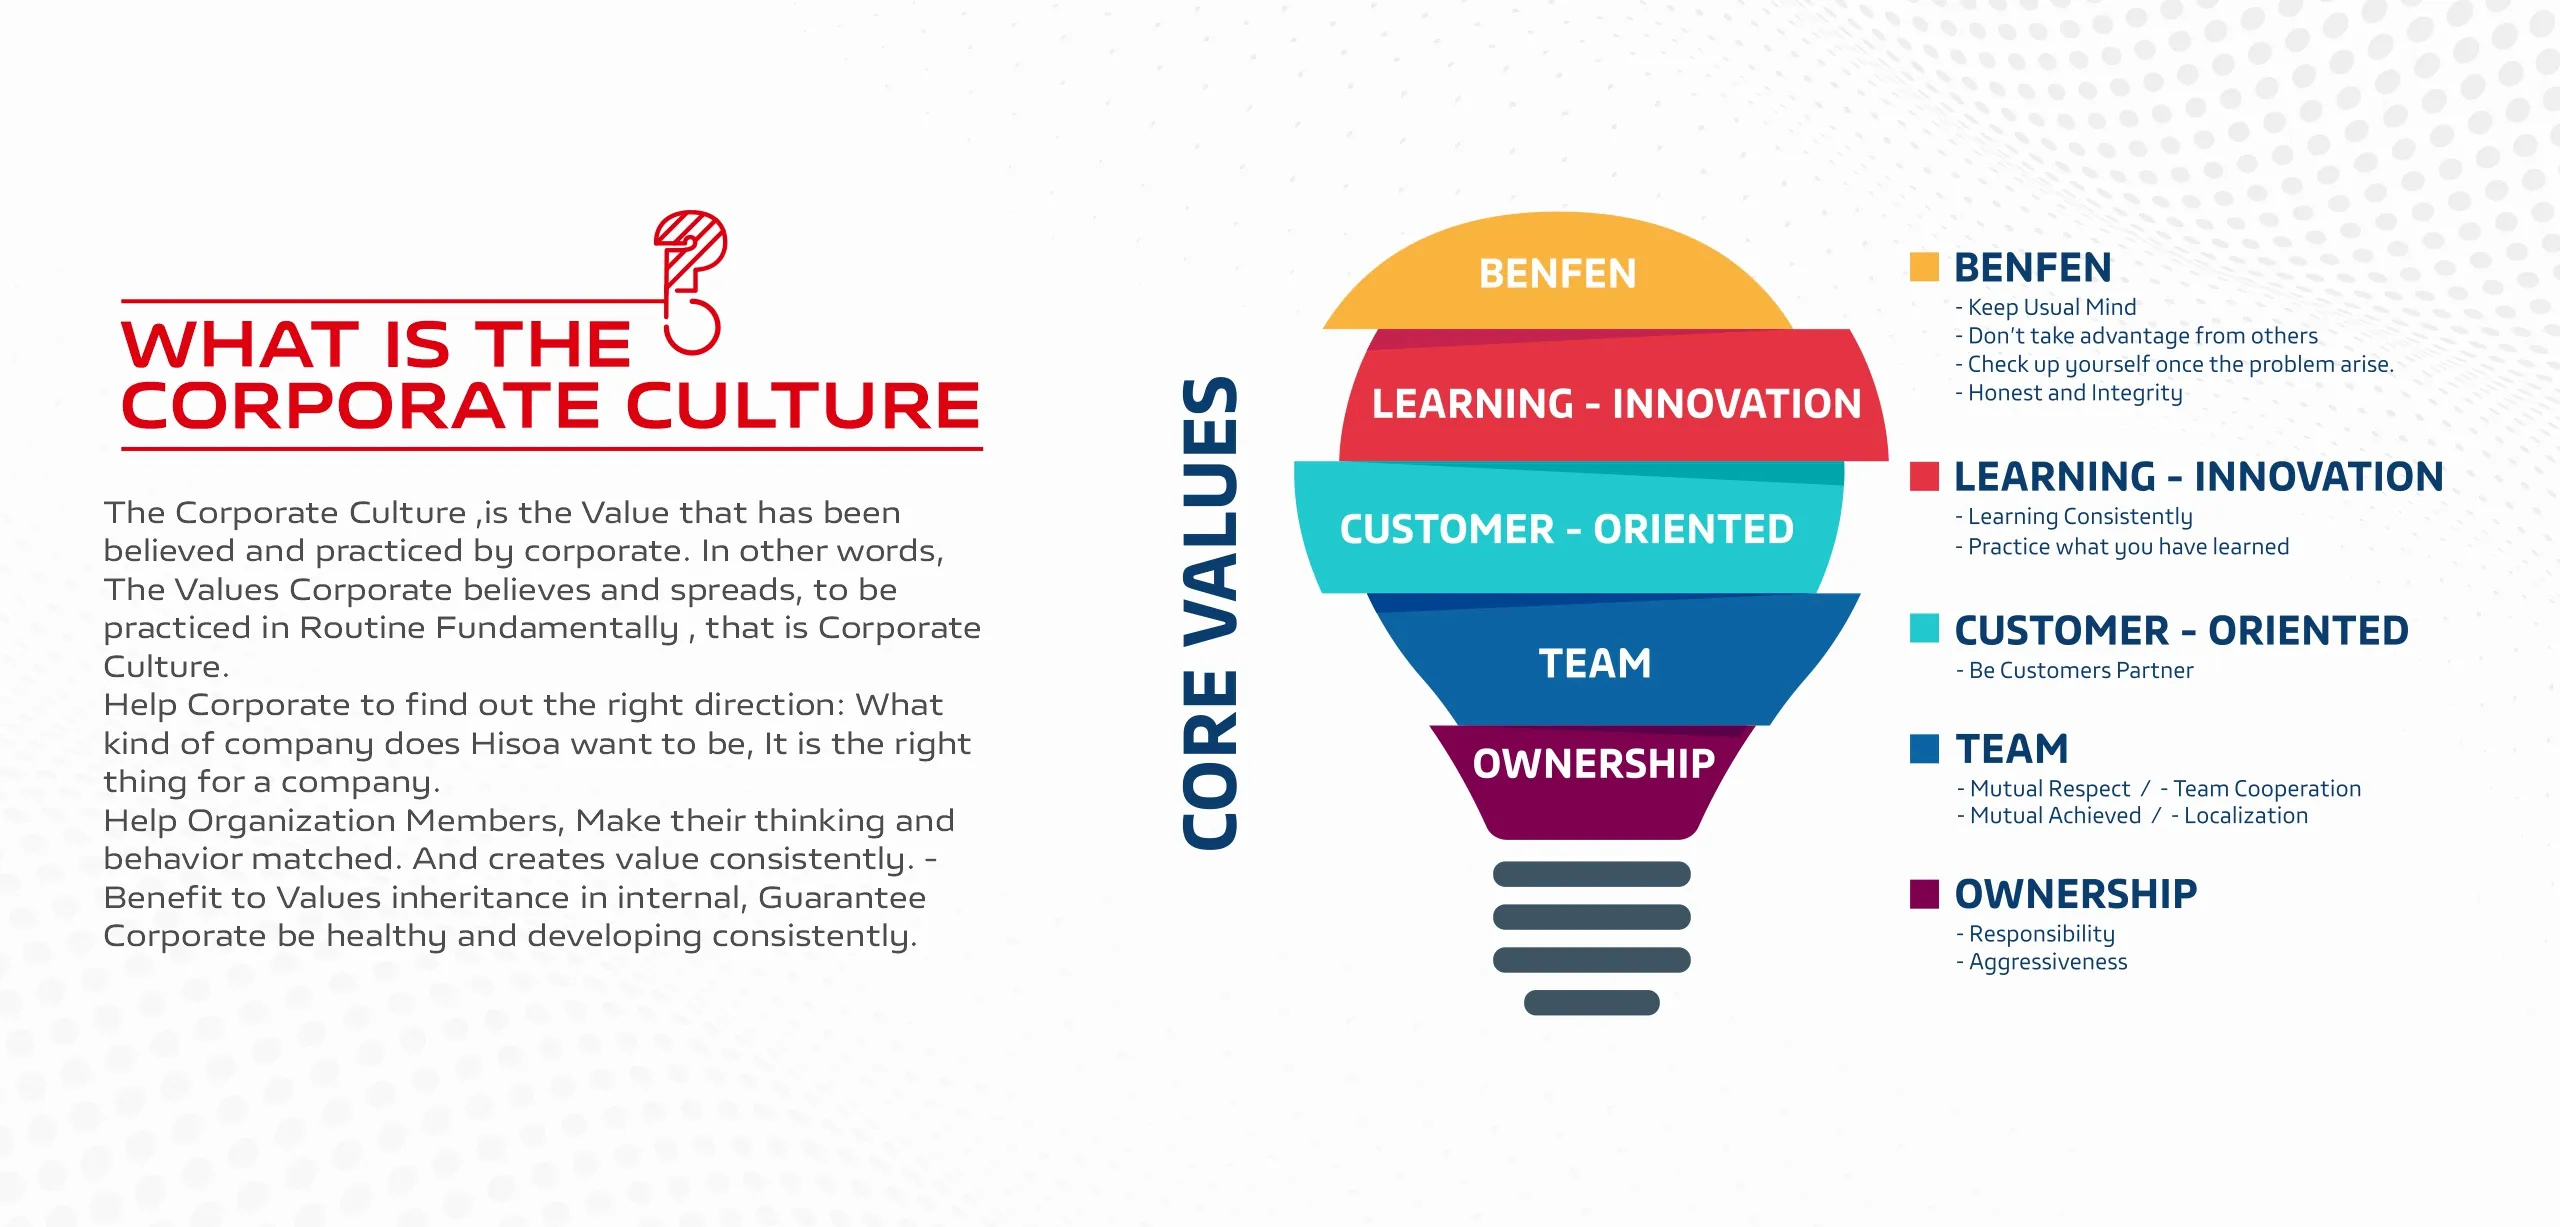 WHAT IS THE
CORPORATE CULTURE
The Corporate Culture ,is the Value that has been
believed and practiced by corporate. In other words,
The Values Corporate believes and spreads, to be
practiced in Routine Fundamentally , that is Corporate
Culture.
Help Corporate to find out the right direction: What
kind of company does Hisoa want to be, It is the right
thing for a company.
Help Organization Members, Make their thinking and
behavior matched. And creates value consistently. -
Benefit to Values inheritance in internal, Guarantee
Corporate be healthy and developing consistently.
CORE VALUES
BENFEN
LEARNING - INNOVATION
CUSTOMER - ORIENTED
TEAM
OWNERSHIP
BENFEN
- Keep Usual Mind
- Don't take advantage from others
- Check up yourself once the problem arise.
- Honest and Integrity
LEARNING - INNOVATION
- Learning Consistently
- Practice what you have learned
CUSTOMER - ORIENTED
- Be Customers Partner
TEAM
- Mutual Respect / - Team Cooperation
- Mutual Achieved / - Localization
OWNERSHIP
- Responsibility
- Aggressiveness